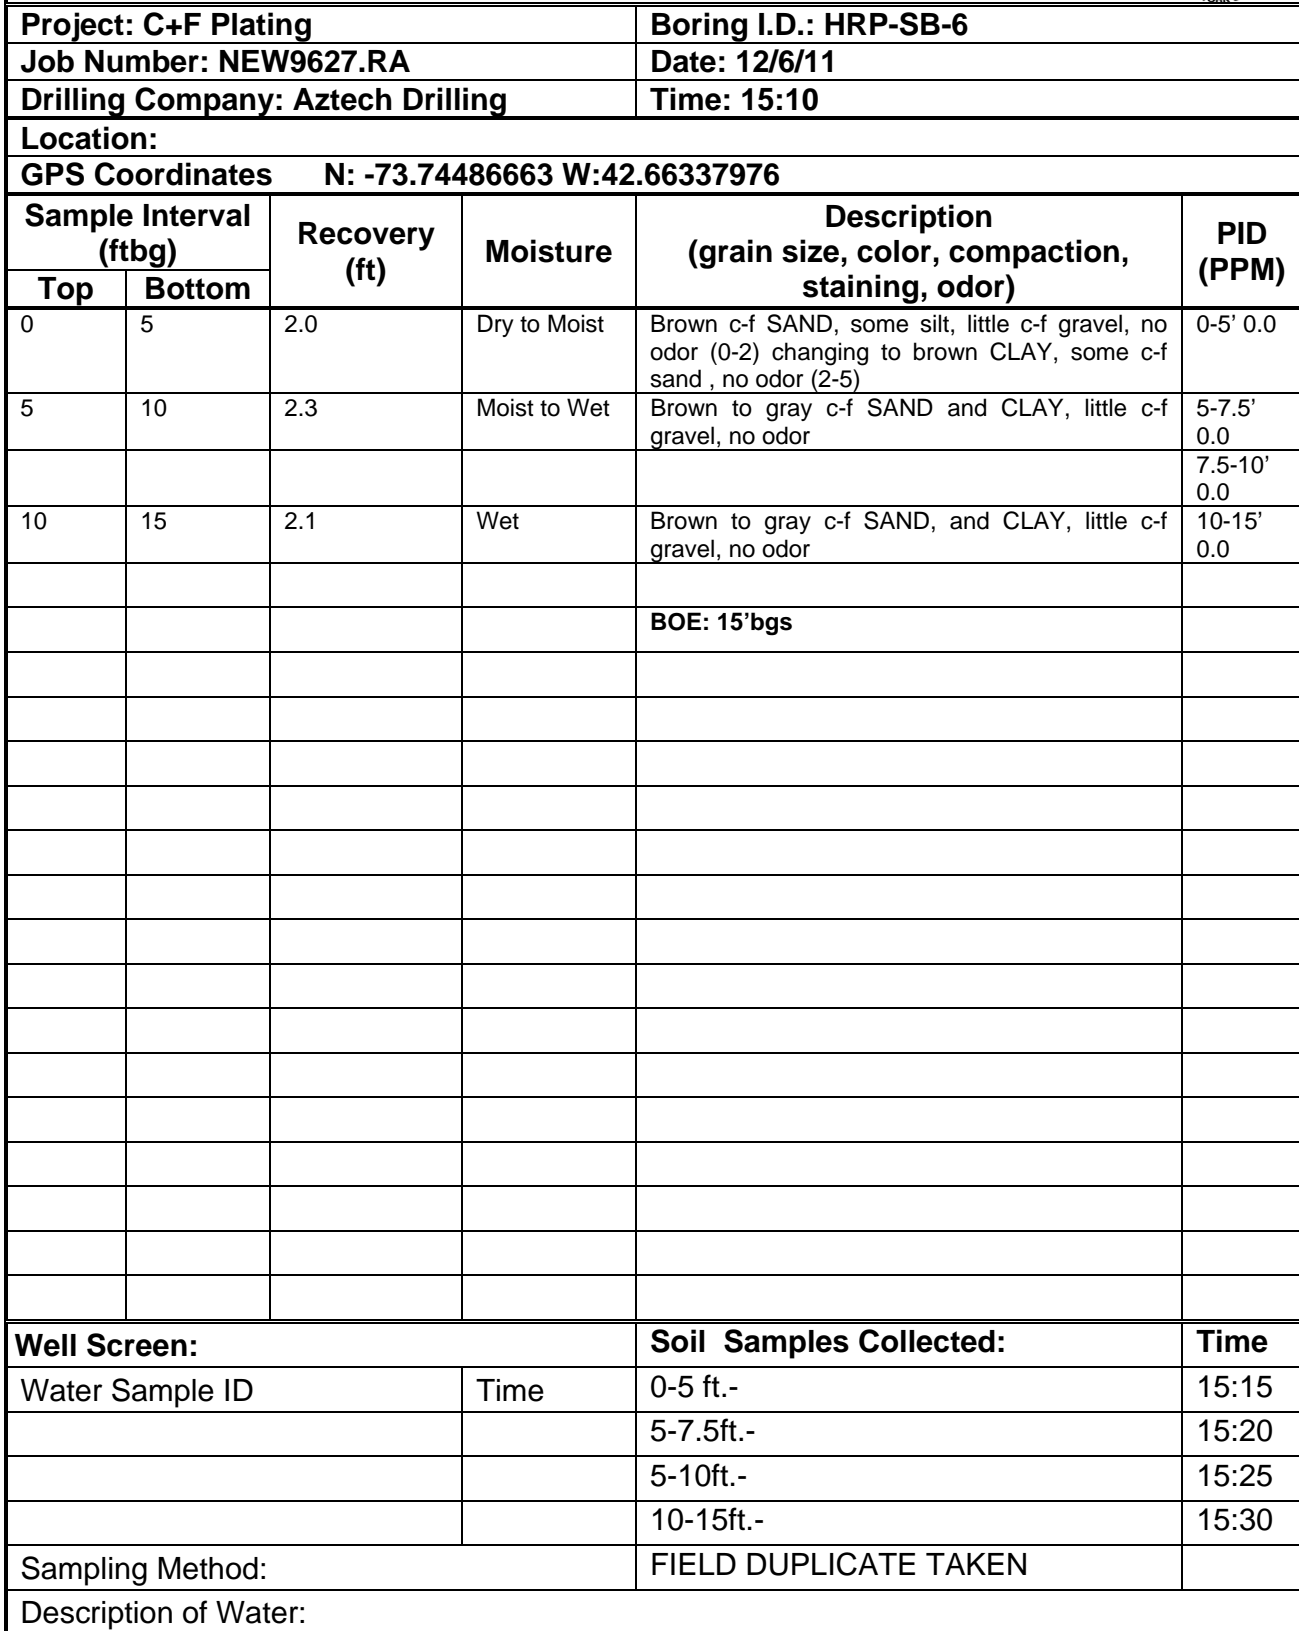 Project: C+F Plating Boring I.D.: HRP-SB-6
Job Number: NEW9627.RA Date: 12/6/11
Drilling Company: Aztech Drilling Time: 15:10
Location:
GPS Coordinates N: -73.74486663 W:42.66337976
Sample Interval
(ftbg)
Top Bottom
Recovery
(ft)
Moisture
Description
(grain size, color, compaction,
staining, odor)
PID
(PPM)
0 5 2.0 Dry to Moist Brown c-f SAND, some silt, little c-f gravel, no 0-5’ 0.0
odor (0-2) changing to brown CLAY, some c-f
sand , no odor (2-5)
5 10 2.3 Moist to Wet Brown to gray c-f SAND and CLAY, little c-f 5-7.5’
gravel, no odor 0.0
7.5-10’
0.0
10 15 2.1 Wet Brown to gray c-f SAND, and CLAY, little c-f 10-15’
gravel, no odor 0.0
BOE: 15’bgs
Well Screen: Soil Samples Collected: Time
Water Sample ID Time 0-5 ft.- 15:15
5-7.5ft.- 15:20
5-10ft.- 15:25
10-15ft.- 15:30
Sampling Method: FIELD DUPLICATE TAKEN
Description of Water: